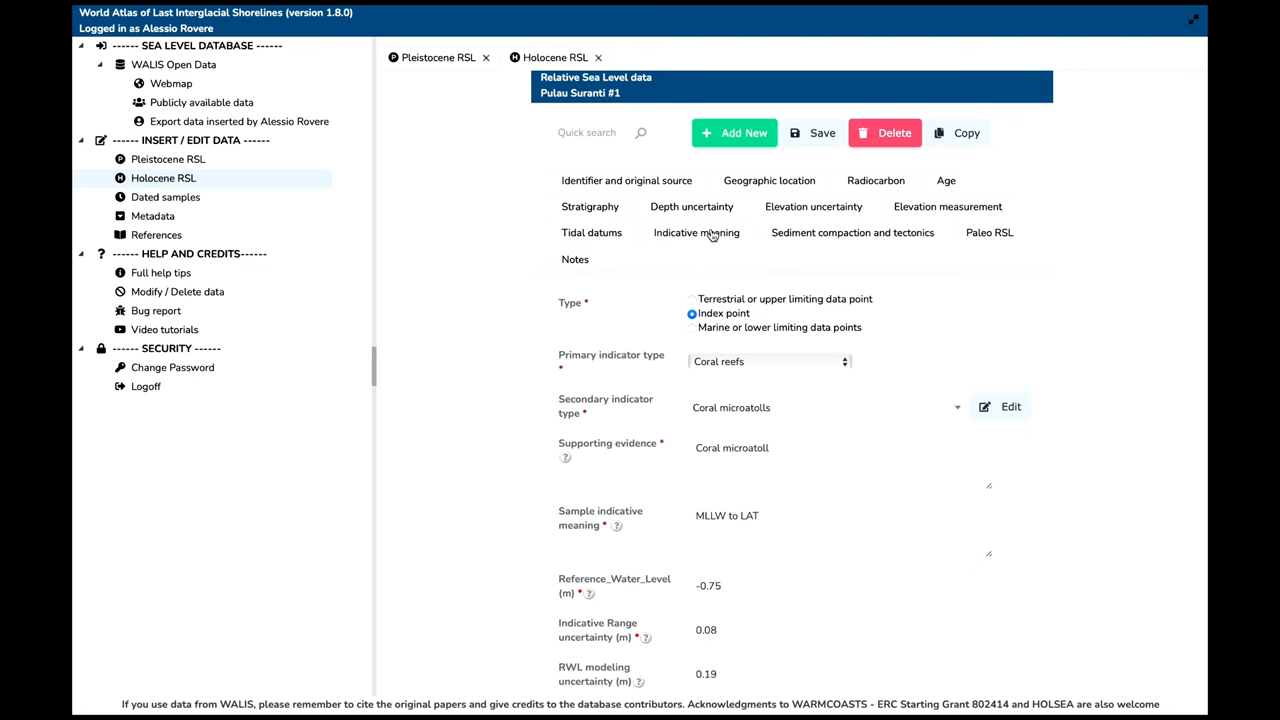 World Atlas of Last Interglacial Shorelines (version 1.8.0)
Logged in as Alessio Rovere
------ SEA LEVEL DATABASE ------
WALIS Open Data
Webmap
Publicly available data
Export data inserted by Alessio Rovere
------ INSERT / EDIT DATA ------
Pleistocene RSL
Holocene RSL
Dated samples
Metadata
References
------ HELP AND CREDITS------
Full help tips
Modify / Delete data
Bug report
Video tutorials
------ SECURITY ------
Change Password
Logoff
Pleistocene RSL Holocene RSL
Relative Sea Level data
Pulau Suranti #1
Quick search Add New Save Delete Copy
Identifier and original source Geographic location Radiocarbon Age
Stratigraphy Depth uncertainty Elevation uncertainty Elevation measurement
Tidal datums Indicative meaning Sediment compaction and tectonics Paleo RSL
Notes
Type * Terrestrial or upper limiting data point
Index point
Marine or lower limiting data points
Primary indicator type * Coral reefs
Secondary indicator type * Coral microatolls Edit
Supporting evidence * Coral microatoll
Sample indicative meaning * MLLW to LAT
Reference_Water_Level (m) * -0.75
Indicative Range uncertainty (m) * 0.08
RWL modeling uncertainty (m) 0.19
If you use data from WALIS, please remember to cite the original papers and give credits to the database contributors. Acknowledgments to WARMCOASTS - ERC Starting Grant 802414 and HOLSEA are also welcome